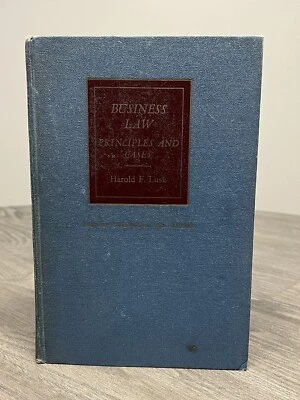 BUSINESS
LAW
PRINCIPLES AND
CASES
Harold F. Lusk